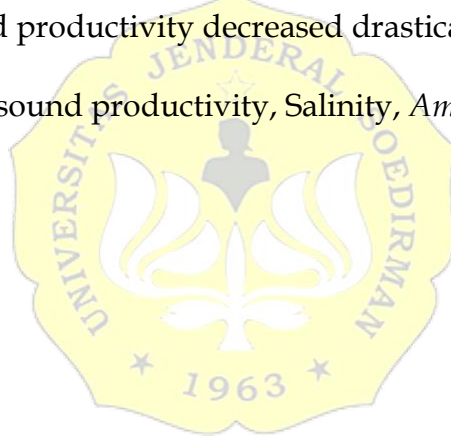 d productivity decreased drastica
sound productivity, Salinity, Am
UNIVERSITAS JENDERAL SOEDIRMAN
1963